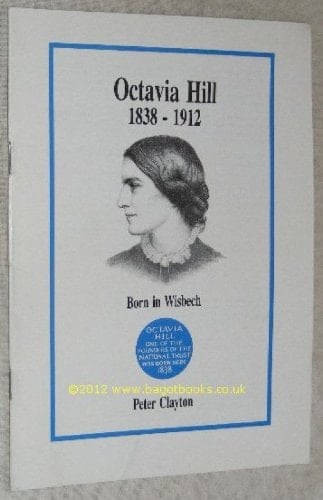 Octavia Hill
1838 - 1912
Born in Wisbech
OCTAVIA
HILL
ONE OF THE
FOUNDERS OF THE
NATIONAL TRUST
WAS BORN HERE
1838
©2012 www.bagotbooks.co.uk
Peter Clayton